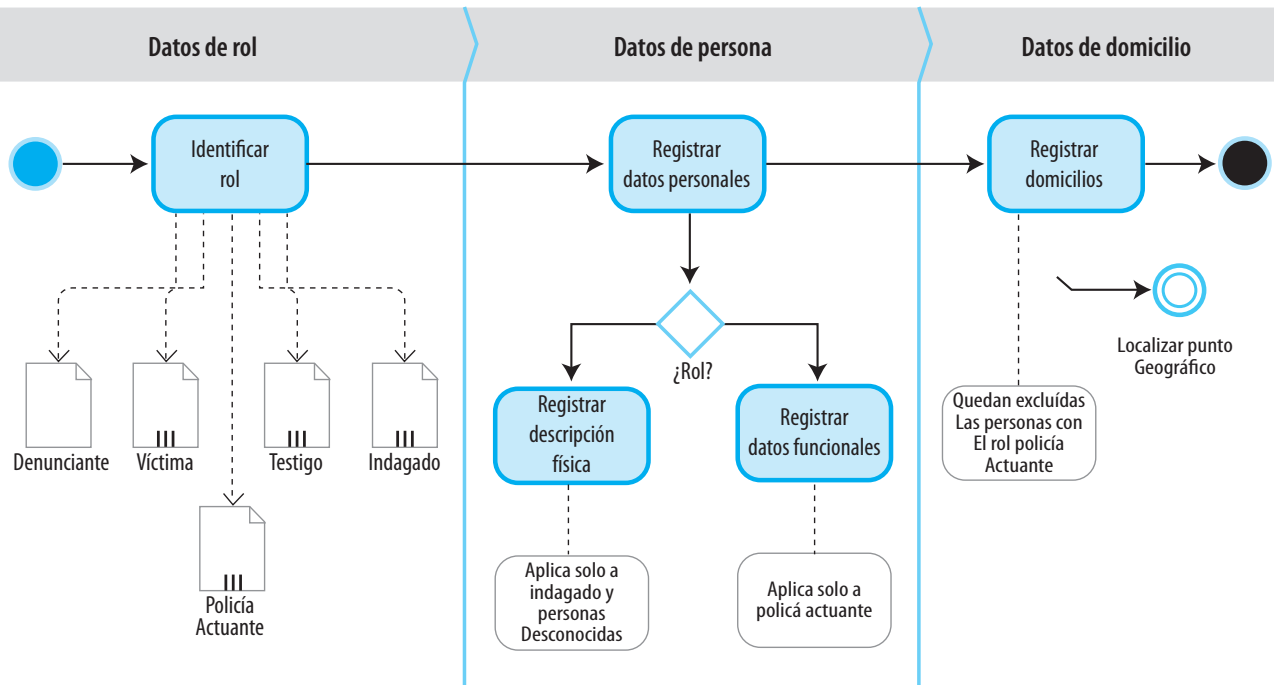 Datos de rol
Datos de persona
Datos de domicilio
Identificar
rol
Registrar
datos personales
Registrar
domicilios
¿Rol?
Localizar punto
Geográfico
Denunciante
Víctima
Testigo
Indagado
Registrar
descripción
física
Registrar
datos funcionales
Quedan excluídas
Las personas con
El rol policía
Actuante
Policía
Actuante
Aplica solo a
indagado y
personas
Desconocidas
Aplica solo a
policá actuante